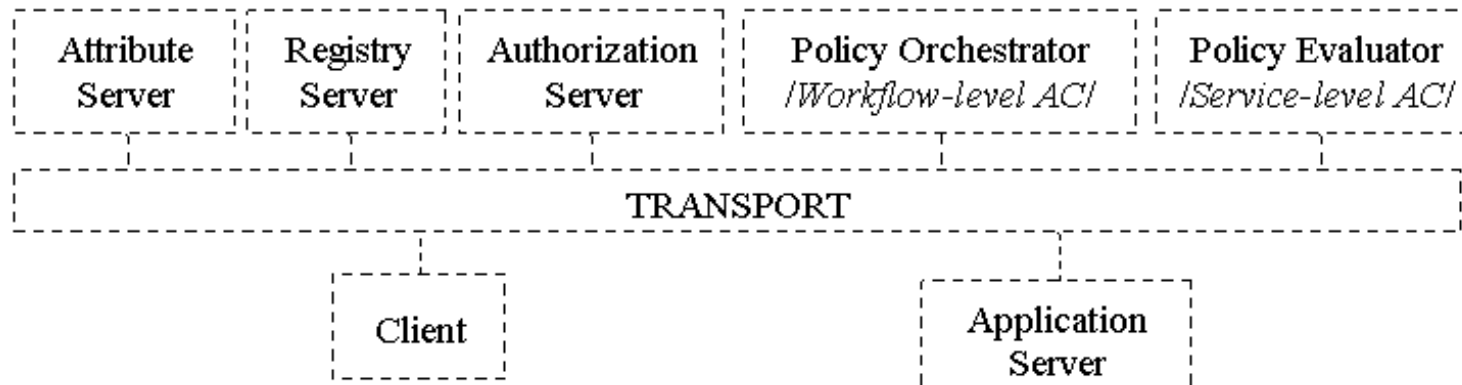 Attribute
Server
Registry
Server
Authorization
Server
Policy Orchestrator
/Workflow-level AC/
Policy Evaluator
/Service-level AC/
TRANSPORT
Client
Application
Server